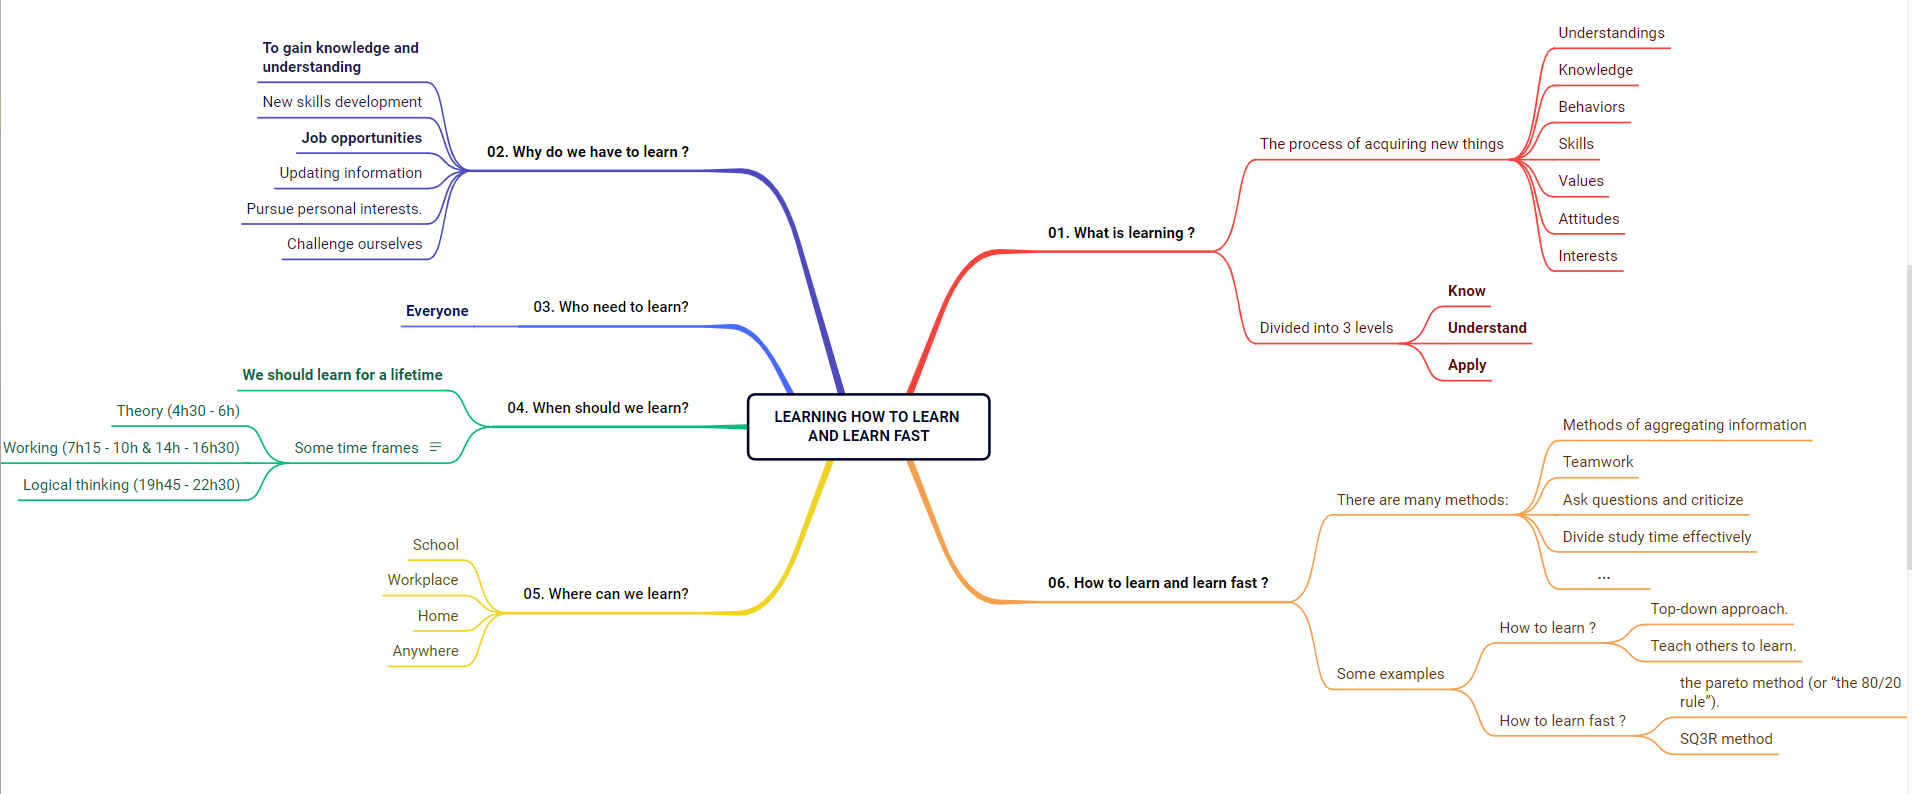 LEARNING HOW TO LEARN
AND LEARN FAST
01. What is learning ?
The process of acquiring new things
Understandings
Knowledge
Behaviors
Skills
Values
Attitudes
Interests
Divided into 3 levels
Know
Understand
Apply
02. Why do we have to learn ?
To gain knowledge and
understanding
New skills development
Job opportunities
Updating information
Pursue personal interests.
Challenge ourselves
03. Who need to learn?
Everyone
04. When should we learn?
We should learn for a lifetime
Some time frames
Theory (4h30 - 6h)
Working (7h15 - 10h & 14h - 16h30)
Logical thinking (19h45 - 22h30)
05. Where can we learn?
School
Workplace
Home
Anywhere
06. How to learn and learn fast ?
There are many methods:
Methods of aggregating information
Teamwork
Ask questions and criticize
Divide study time effectively
...
Some examples
How to learn ?
Top-down approach.
Teach others to learn.
How to learn fast ?
the pareto method (or “the 80/20
rule”).
SQ3R method